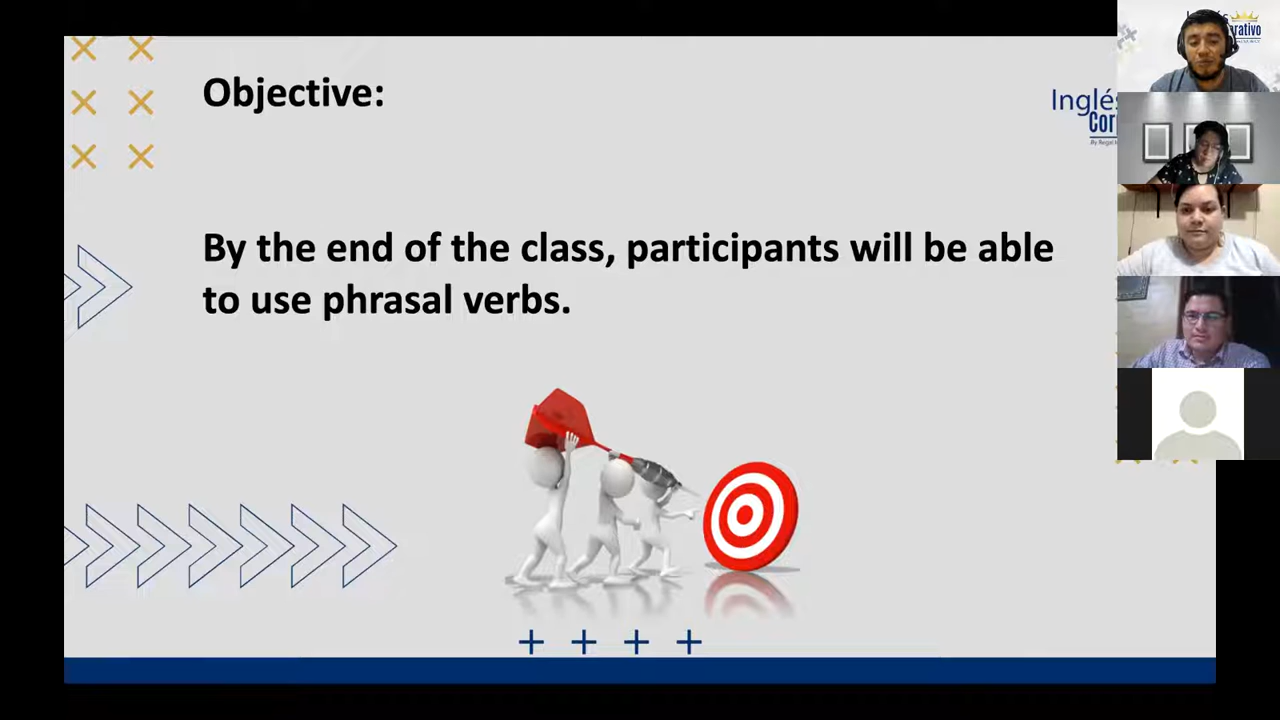 Objective:
Inglés
Cor
By the end of the class, participants will be able
to use phrasal verbs.